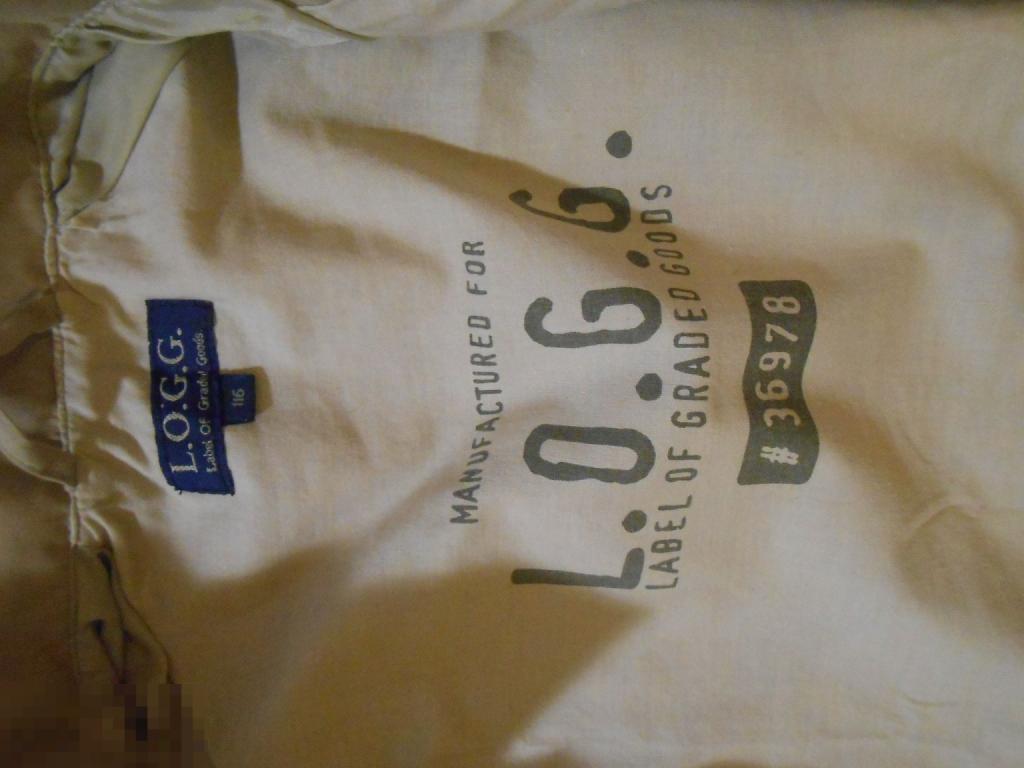 L.O.G.G.
Label OF Graded Goods
116
MANUFACTURED FOR
L.O.G.G.
LABEL OF GRADED GOODS
# 36978